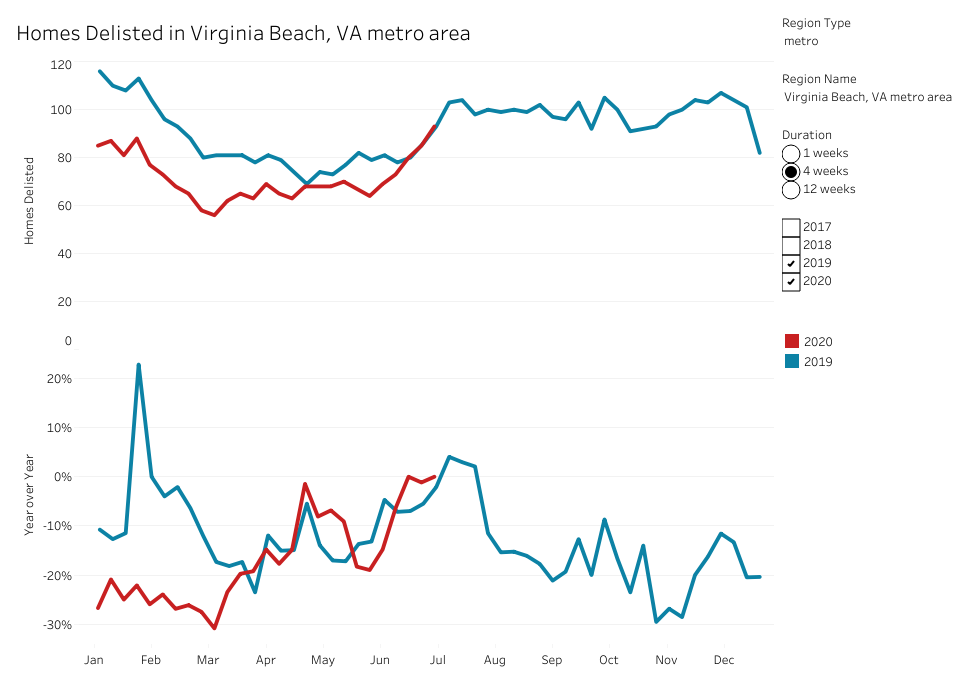 Homes Delisted in Virginia Beach, VA metro area
120
100
80
60
40
20
0
Homes Delisted
20%
10%
0%
-10%
-20%
-30%
Year over Year
Jan Feb Mar Apr May Jun Jul Aug Sep Oct Nov Dec
Region Type
metro
Region Name
Virginia Beach, VA metro area
Duration
1 weeks
4 weeks
12 weeks
2017
2018
2019
2020
2020
2019